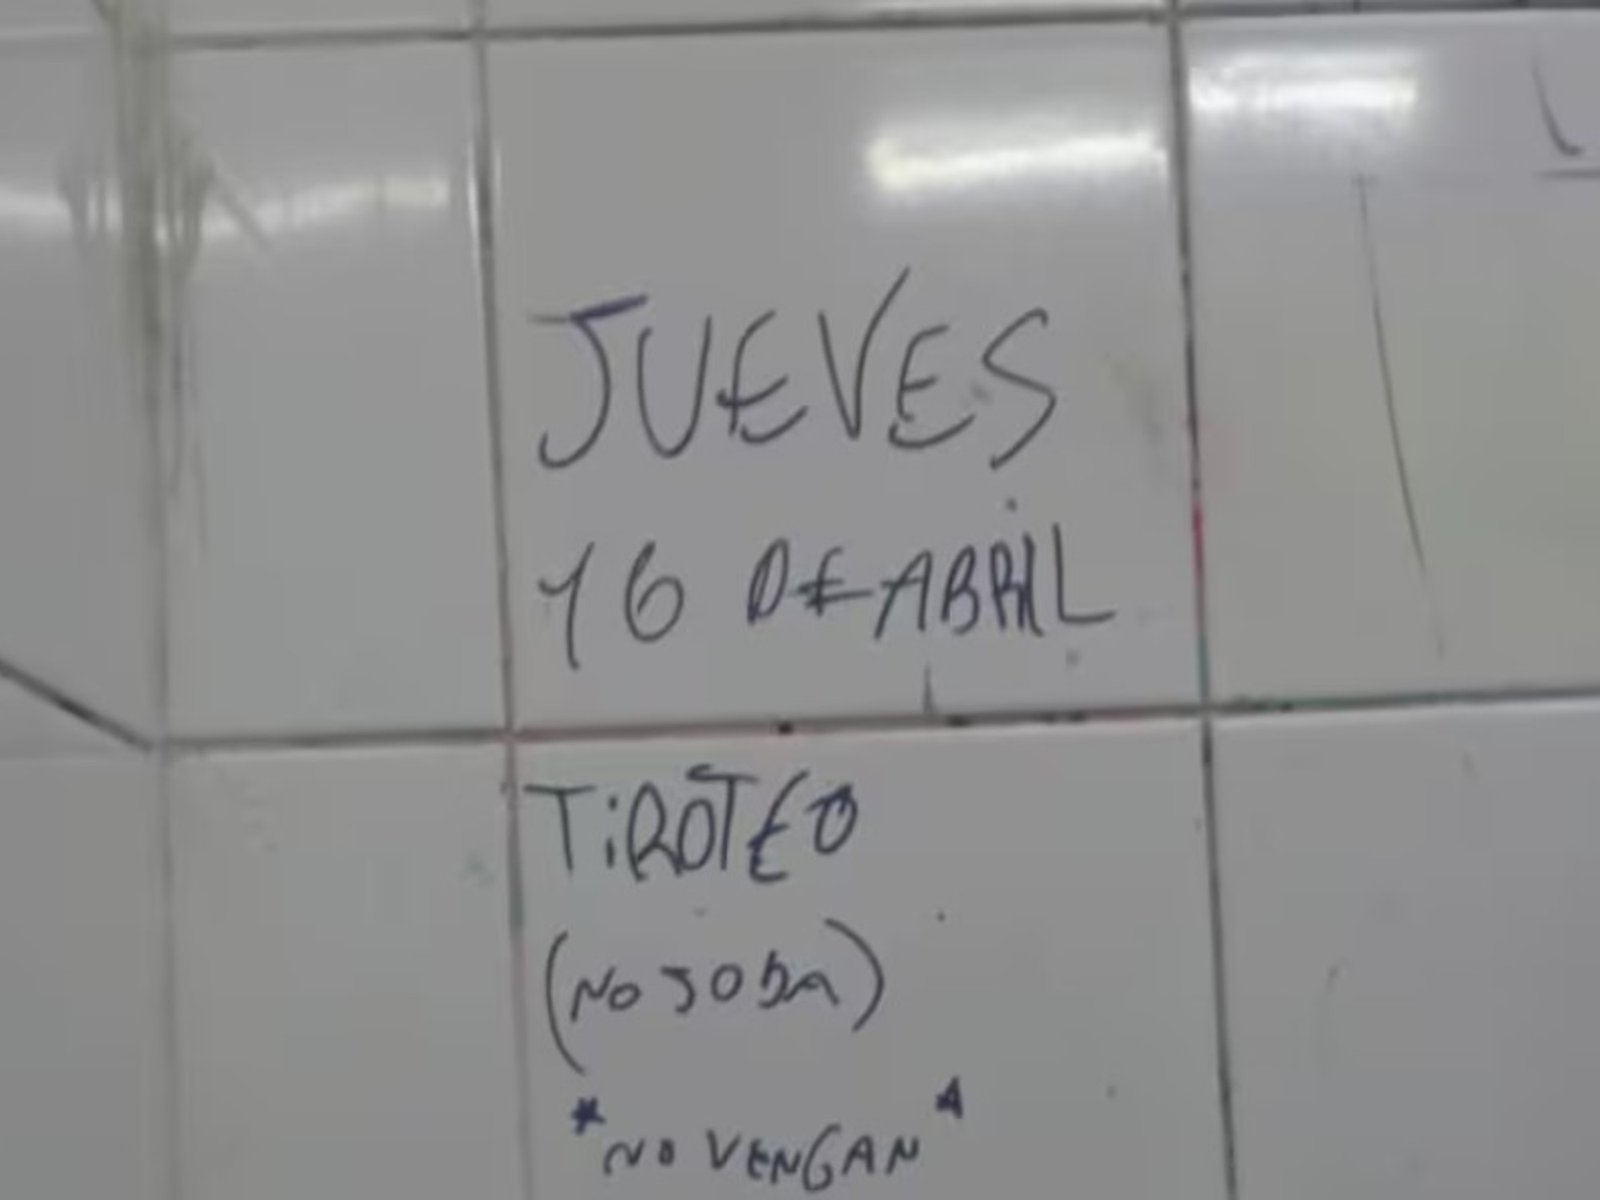 JUEVES
16 DE ABRIL
TiROTEO
(NO JODA)
*NO VENGAN*